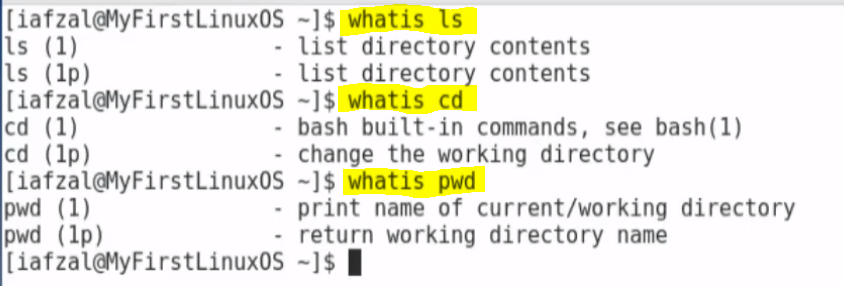 [iafzal@MyFirstLinuxOS ~]$ whatis ls
ls (1)               - list directory contents
ls (1p)              - list directory contents
[iafzal@MyFirstLinuxOS ~]$ whatis cd
cd (1)               - bash built-in commands, see bash(1)
cd (1p)              - change the working directory
[iafzal@MyFirstLinuxOS ~]$ whatis pwd
pwd (1)              - print name of current/working directory
pwd (1p)             - return working directory name
[iafzal@MyFirstLinuxOS ~]$